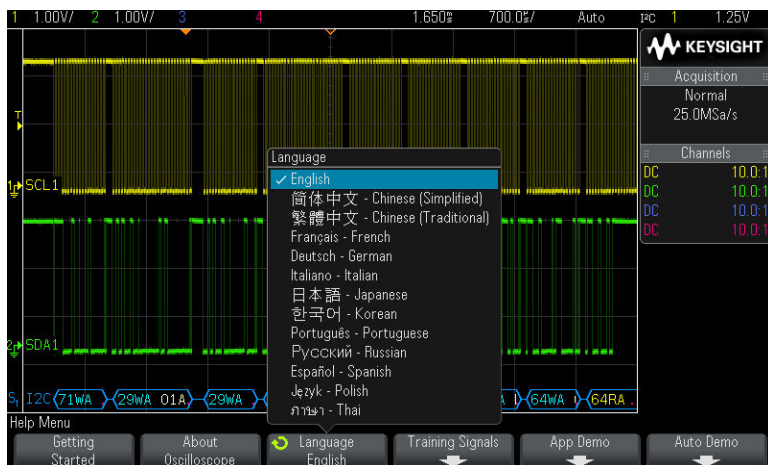 1 1.00V/ 2 1.00V/ 3 4 1.650% 700.0%/ Auto I²C 1 1.25V
KEYSIGHT
Acquisition
Normal
25.0MSa/s
Channels
DC 10.0:1
DC 10.0:1
DC 10.0:1
DC 10.0:1
T
1 SCL1
2 SDA1
Language
✓ English
简体中文 - Chinese (Simplified)
繁體中文 - Chinese (Traditional)
Français - French
Deutsch - German
Italiano - Italian
日本語 - Japanese
한국어 - Korean
Português - Portuguese
Русский - Russian
Español - Spanish
Język - Polish
ภาษา - Thai
S₁ I2C 71WA 29WA 01A 29WA 64WA 64RA
Help Menu
Getting Started
About Oscilloscope
Language English
Training Signals
App Demo
Auto Demo